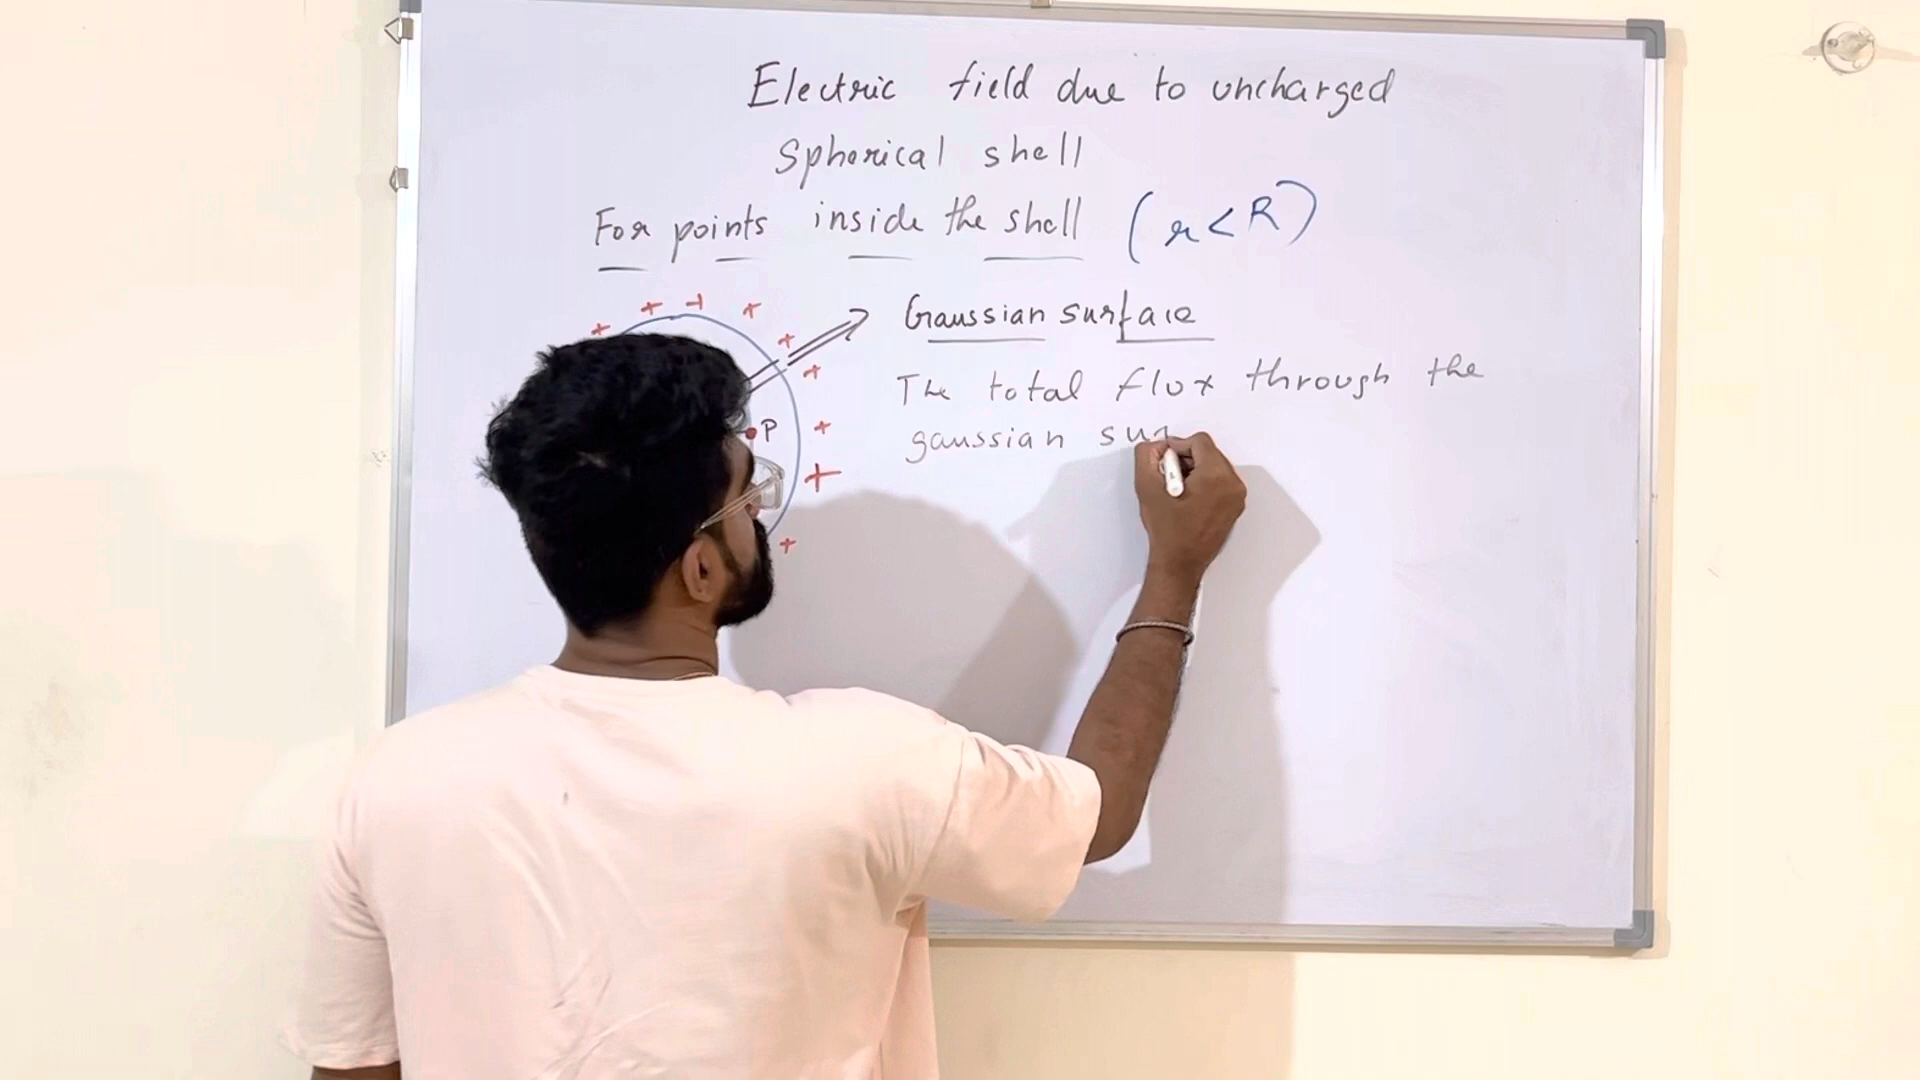 Electric field due to uncharged
Spherical shell
For points inside the shell (r<R)
Gaussian surface
The total flux through the
P
gaussian sur